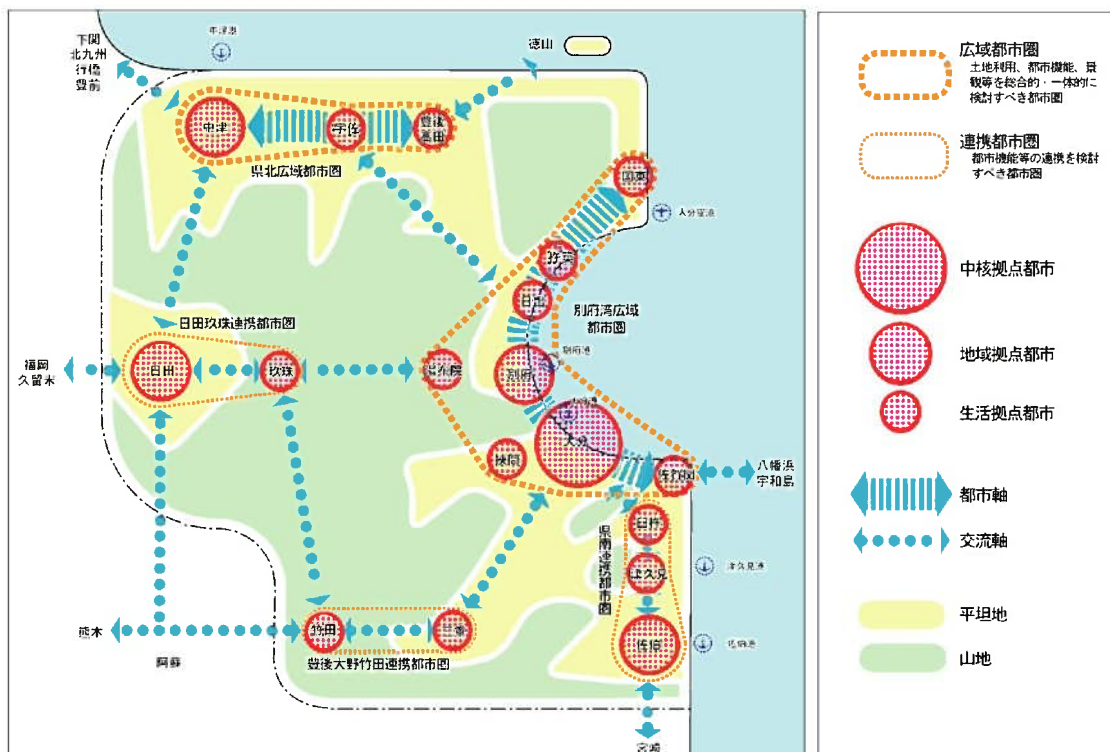 下関
北九州
行橋
豊前
中津港
徳山
中津
宇佐
豊後
高田
県北広域都市圏
国東
大分空港
杵築
日出
別府湾広域
都市圏
日田玖珠連携都市圏
福岡
久留米
日田
玖珠
湯布院
別府
別府港
大分港
大分
挾間
佐賀関
八幡浜
宇和島
臼杵
県南連携都市圏
津久見
津久見港
熊本
阿蘇
竹田
三重
豊後大野竹田連携都市圏
佐伯
佐伯港
宮崎
広域都市圏
土地利用、都市機能、景
観等を総合的・一体的に
検討すべき都市圏
連携都市圏
都市機能等の連携を検討
すべき都市圏
中核拠点都市
地域拠点都市
生活拠点都市
都市軸
交流軸
平坦地
山地